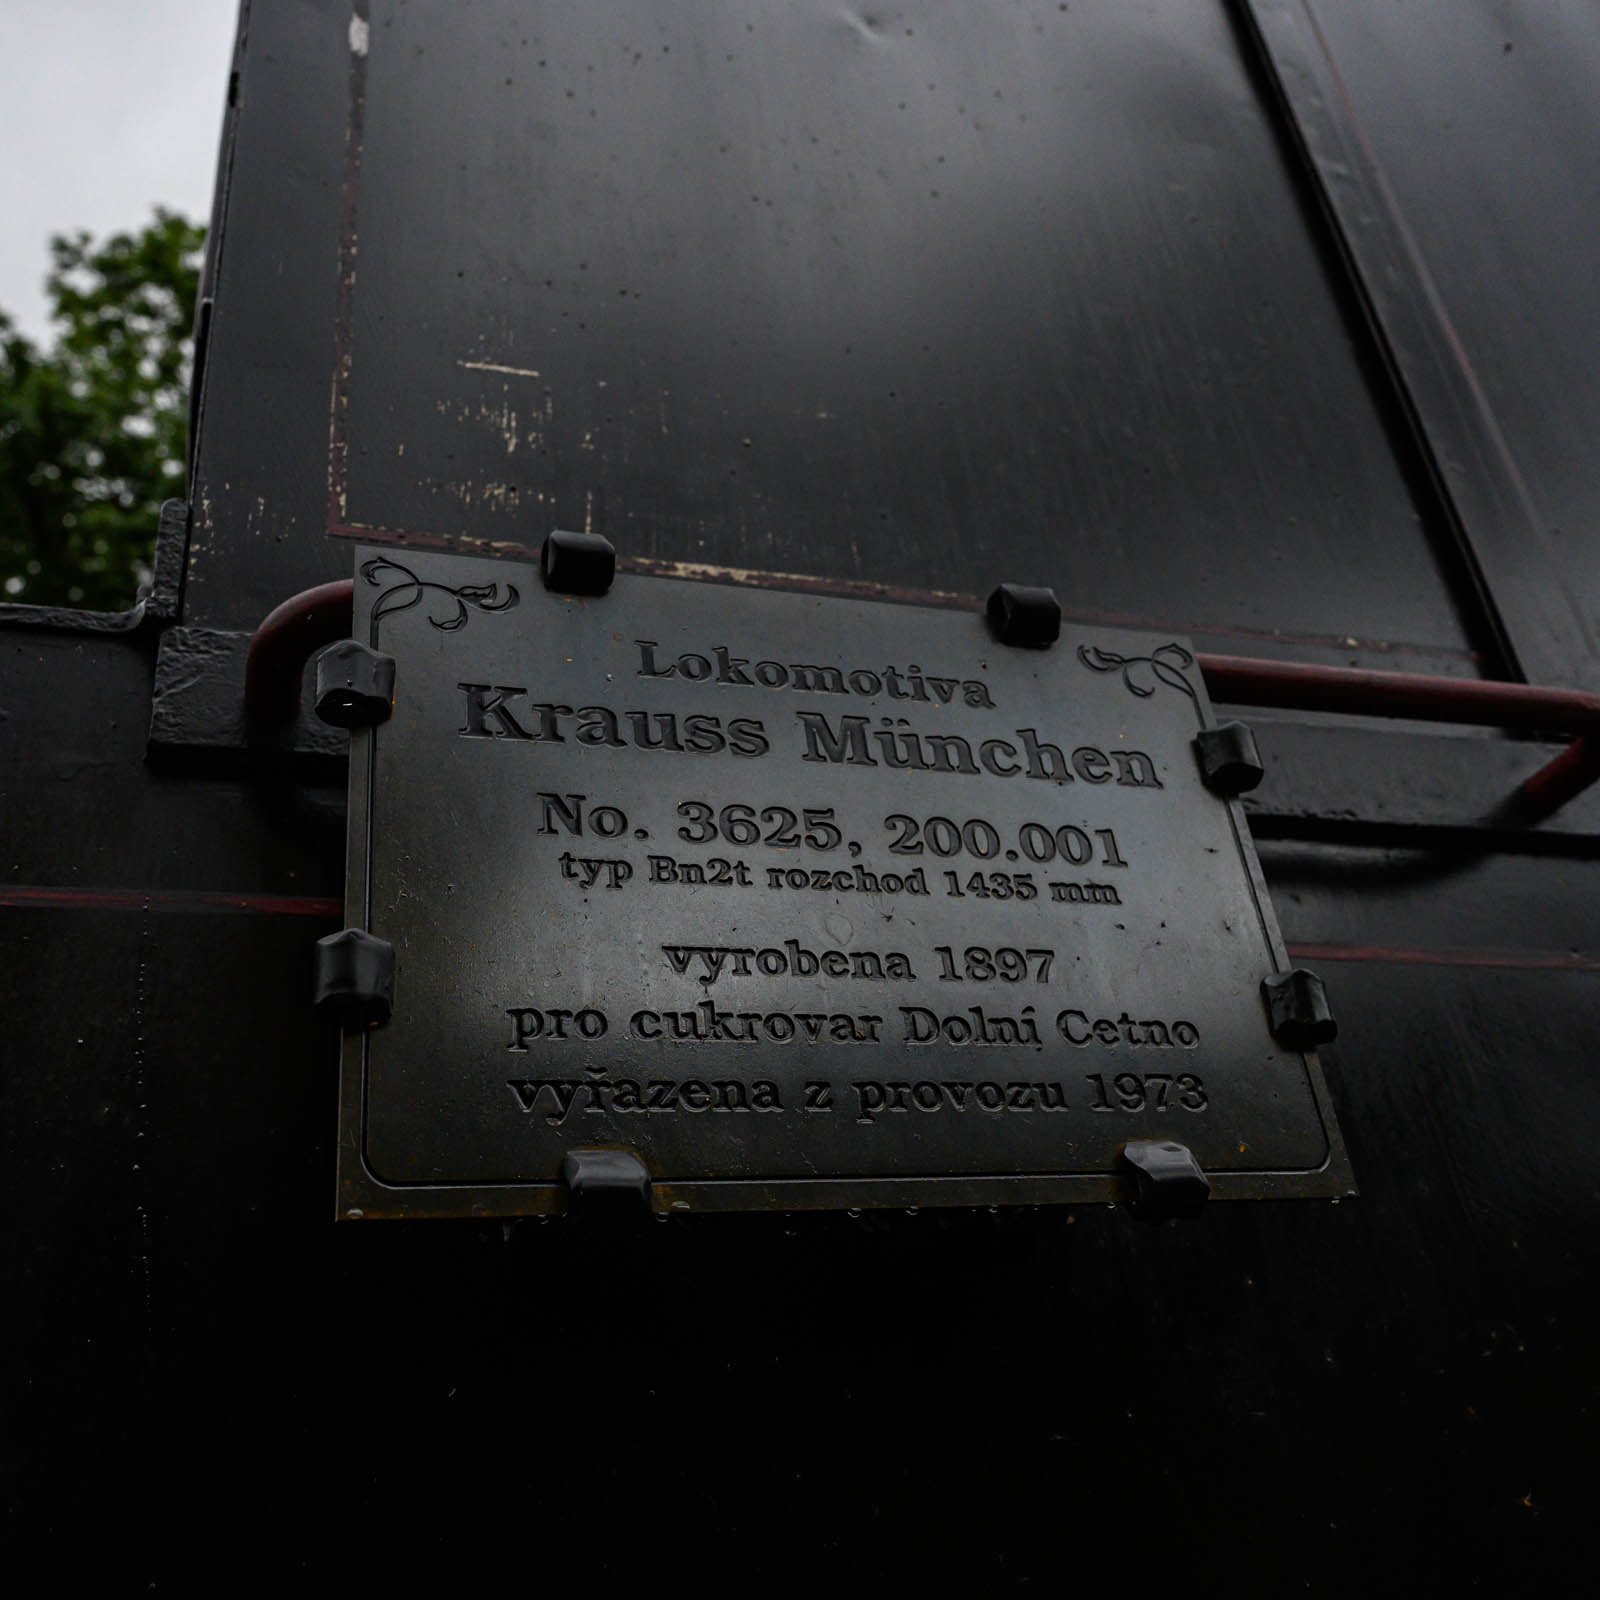 Lokomotiva
Krauss München
No. 3625, 200.001
typ Bn2t rozchod 1435 mm
vyrobena 1897
pro cukrovar Dolní Cetno
vyřazena z provozu 1973